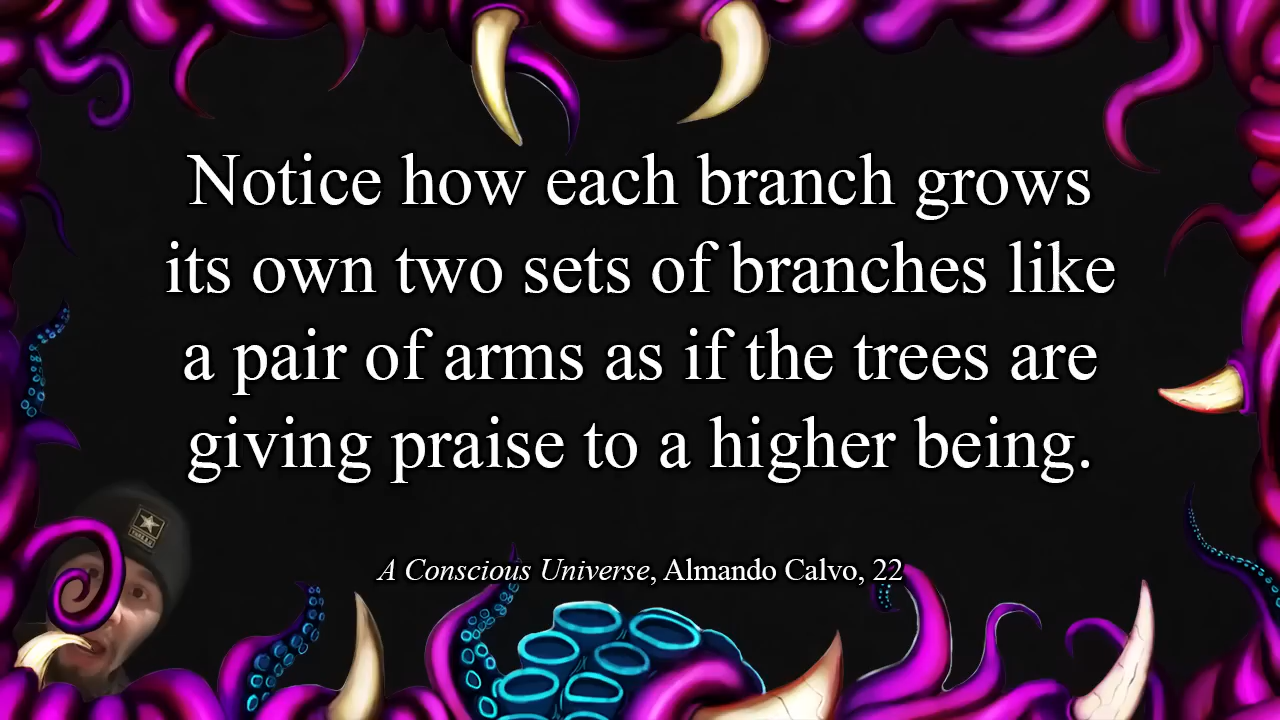 Notice how each branch grows
its own two sets of branches like
a pair of arms as if the trees are
giving praise to a higher being.
A Conscious Universe, Almando Calvo, 22